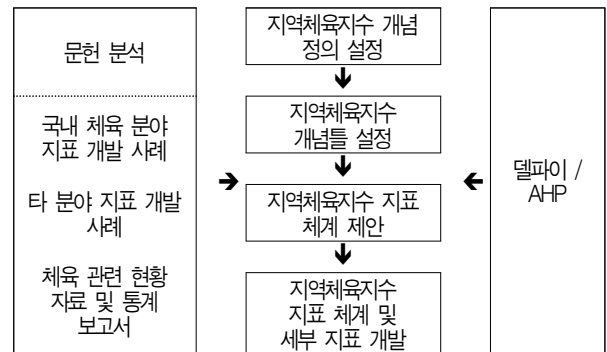 문헌 분석
국내 체육 분야
지표 개발 사례
타 분야 지표 개발
사례
체육 관련 현황
자료 및 통계
보고서
지역체육지수 개념
정의 설정
지역체육지수
개념틀 설정
지역체육지수 지표
체계 제안
지역체육지수
지표 체계 및
세부 지표 개발
델파이 /
AHP